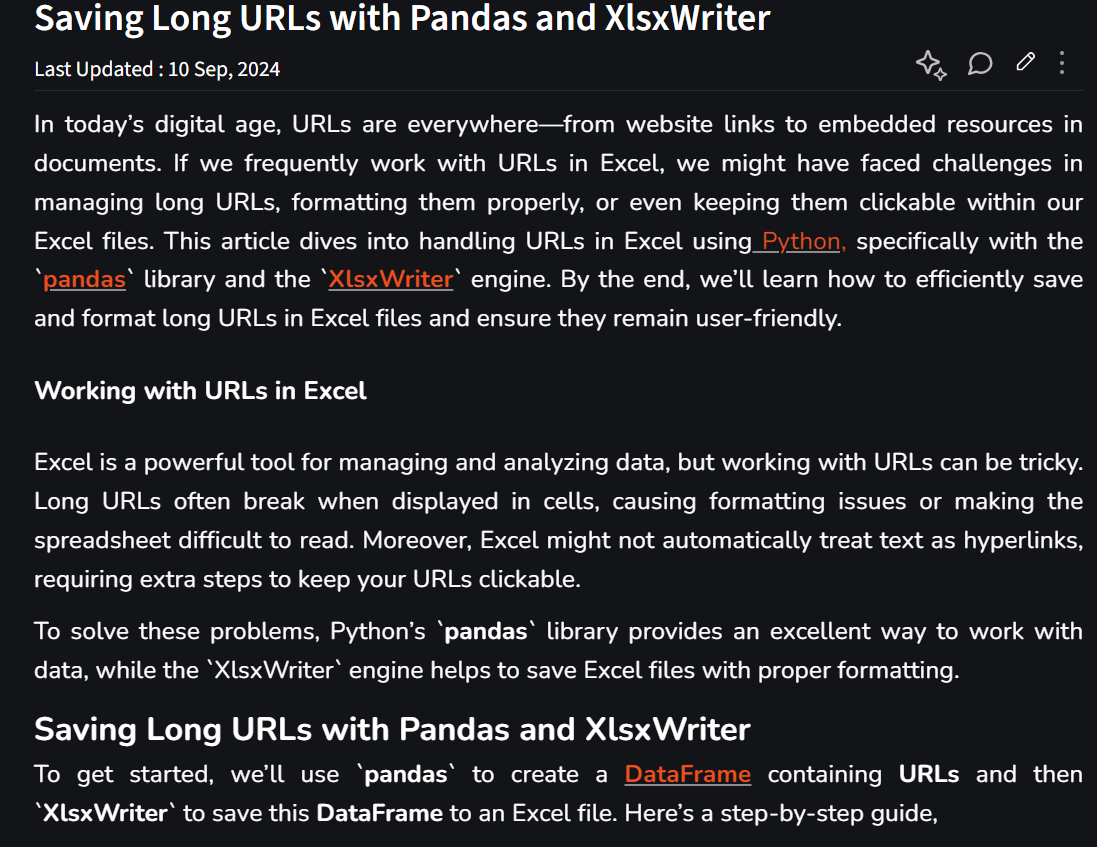 Saving Long URLs with Pandas and XlsxWriter
Last Updated : 10 Sep, 2024
In today’s digital age, URLs are everywhere—from website links to embedded resources in
documents. If we frequently work with URLs in Excel, we might have faced challenges in
managing long URLs, formatting them properly, or even keeping them clickable within our
Excel files. This article dives into handling URLs in Excel using Python, specifically with the
`pandas` library and the `XlsxWriter` engine. By the end, we’ll learn how to efficiently save
and format long URLs in Excel files and ensure they remain user-friendly.
Working with URLs in Excel
Excel is a powerful tool for managing and analyzing data, but working with URLs can be tricky.
Long URLs often break when displayed in cells, causing formatting issues or making the
spreadsheet difficult to read. Moreover, Excel might not automatically treat text as hyperlinks,
requiring extra steps to keep your URLs clickable.
To solve these problems, Python’s `pandas` library provides an excellent way to work with
data, while the `XlsxWriter` engine helps to save Excel files with proper formatting.
Saving Long URLs with Pandas and XlsxWriter
To get started, we’ll use `pandas` to create a DataFrame containing URLs and then
`XlsxWriter` to save this DataFrame to an Excel file. Here’s a step-by-step guide,